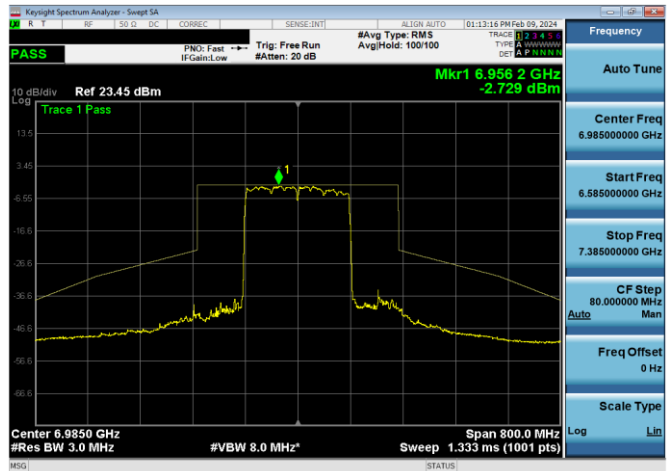 Keysight Spectrum Analyzer - Swept SA
R T RF 50 Ω DC CORREC SENSE:INT ALIGN AUTO 01:13:16 PM Feb 09, 2024
PASS
PNO: Fast
IFGain:Low
Trig: Free Run
#Atten: 20 dB
#Avg Type: RMS
Avg|Hold: 100/100
TRACE 1 2 3 4 5 6
TYPE A WWWWW
DET A P N N N N
Mkr1 6.956 2 GHz
-2.729 dBm
10 dB/div Ref 23.45 dBm
Log
Trace 1 Pass
1
13.5
3.45
-6.55
-16.6
-26.6
-36.6
-46.6
-56.6
-66.6
Center 6.9850 GHz Span 800.0 MHz
#Res BW 3.0 MHz #VBW 8.0 MHz* Sweep 1.333 ms (1001 pts)
MSG STATUS
Frequency
Auto Tune
Center Freq
6.985000000 GHz
Start Freq
6.585000000 GHz
Stop Freq
7.385000000 GHz
CF Step
80.000000 MHz
Auto Man
Freq Offset
0 Hz
Scale Type
Log Lin